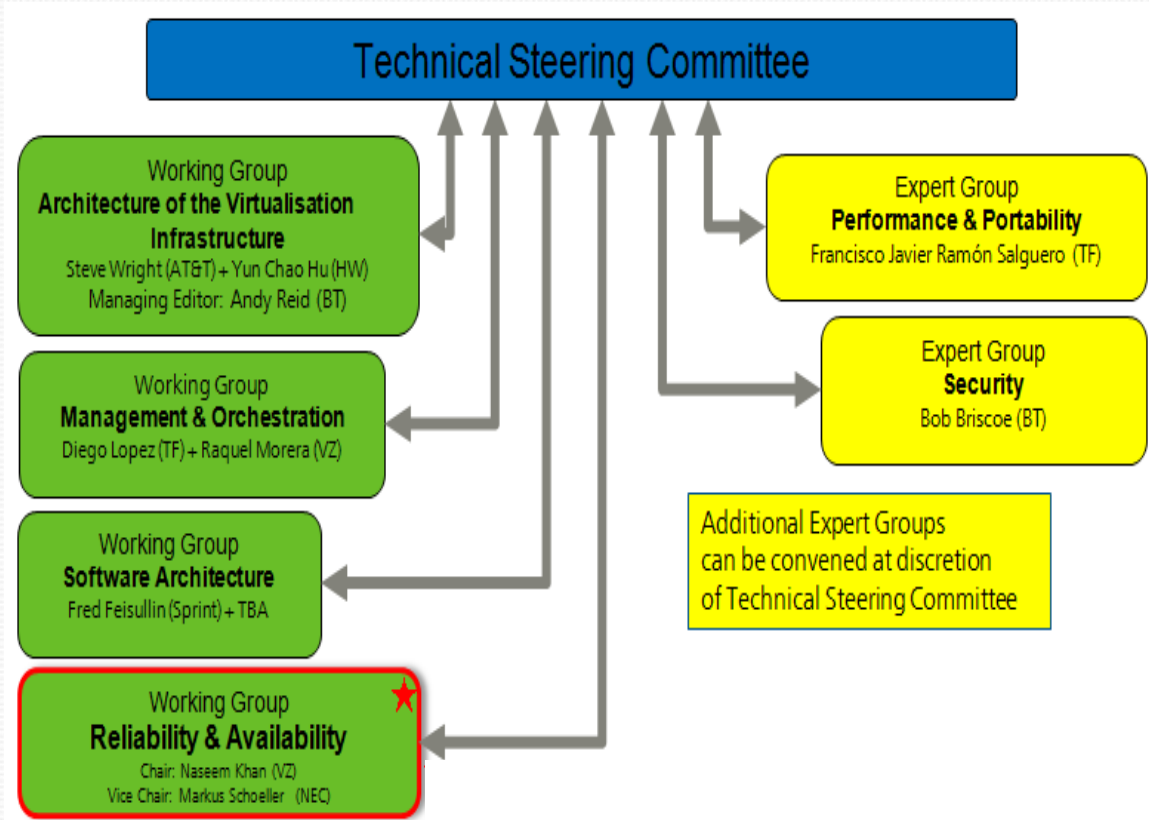 Technical Steering Committee
Working Group
Architecture of the Virtualisation
Infrastructure
Steve Wright (AT&T) + Yun Chao Hu (HW)
Managing Editor: Andy Reid (BT)
Working Group
Management & Orchestration
Diego Lopez (TF) + Raquel Morera (VZ)
Working Group
Software Architecture
Fred Feisullin (Sprint) + TBA
Working Group
Reliability & Availability
Chair: Naseem Khan (VZ)
Vice Chair: Markus Schoeller (NEC)
Expert Group
Performance & Portability
Francisco Javier Ramón Salguero (TF)
Expert Group
Security
Bob Briscoe (BT)
Additional Expert Groups
can be convened at discretion
of Technical Steering Committee